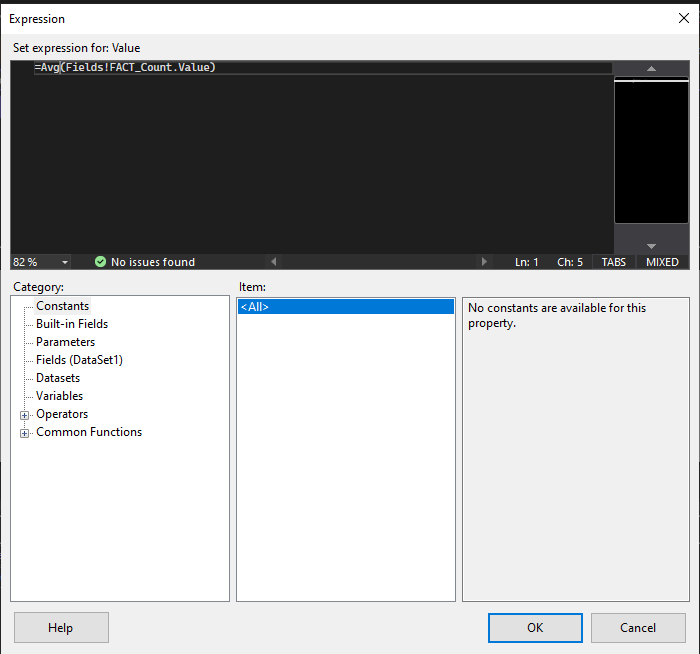 Expression
Set expression for: Value
=Avg(Fields!FACT_Count.Value)
82 %
No issues found
Ln: 1
Ch: 5
TABS
MIXED
Category:
Constants
Built-in Fields
Parameters
Fields (DataSet1)
Datasets
Variables
Operators
Common Functions
Item:
<All>
No constants are available for this
property.
Help
OK
Cancel